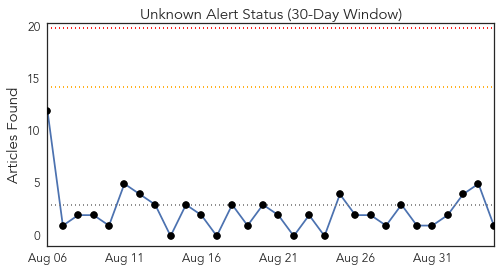 Unknown Alert Status (30-Day Window)
20
15
10
5
0
Articles Found
Aug 06 Aug 11 Aug 16 Aug 21 Aug 26 Aug 31